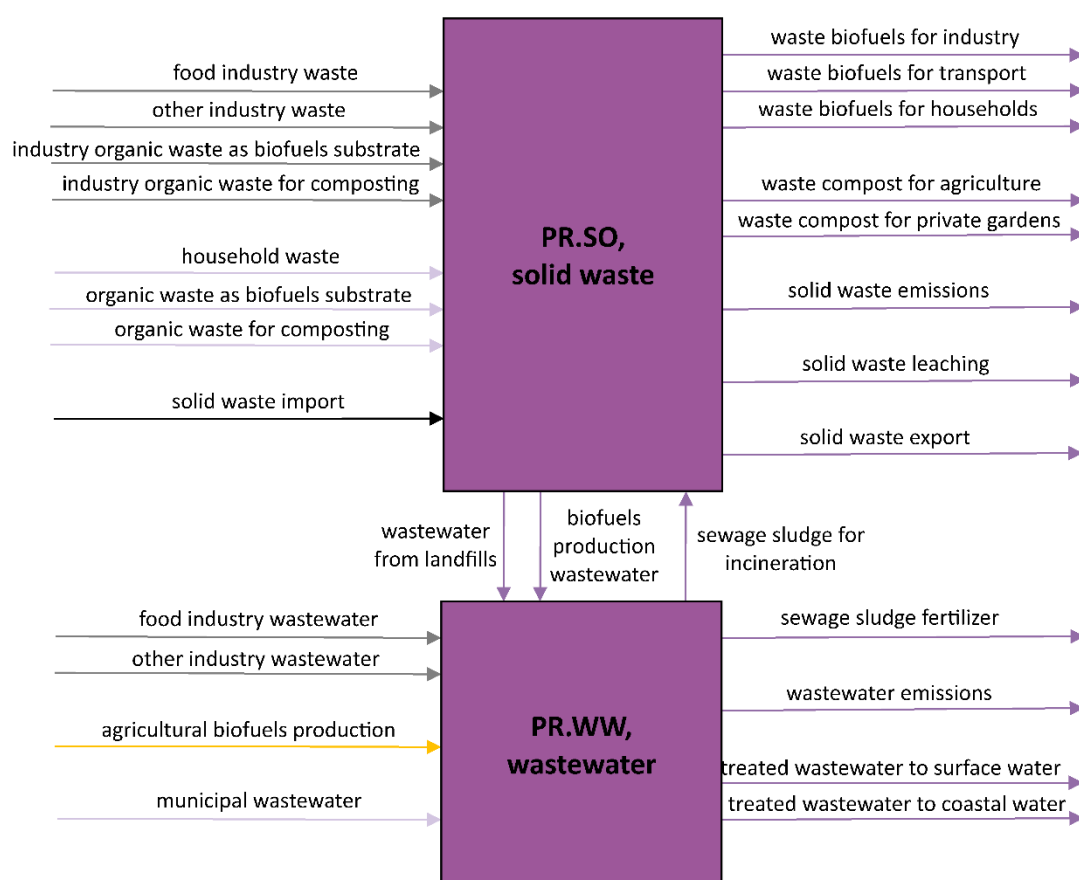 food industry waste
other industry waste
industry organic waste as biofuels substrate
industry organic waste for composting
household waste
organic waste as biofuels substrate
organic waste for composting
solid waste import
PR.SO,
solid waste
waste biofuels for industry
waste biofuels for transport
waste biofuels for households
waste compost for agriculture
waste compost for private gardens
solid waste emissions
solid waste leaching
solid waste export
wastewater
from landfills
biofuels
production
wastewater
sewage sludge for
incineration
food industry wastewater
other industry wastewater
agricultural biofuels production
municipal wastewater
PR.WW,
wastewater
sewage sludge fertilizer
wastewater emissions
treated wastewater to surface water
treated wastewater to coastal water